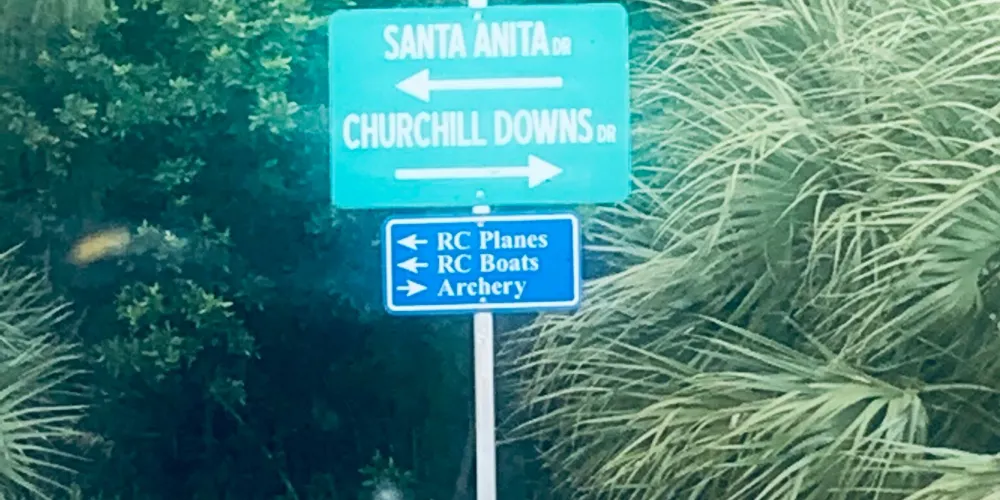 SANTA ANITA DR
CHURCHILL DOWNS DR
RC Planes
RC Boats
Archery